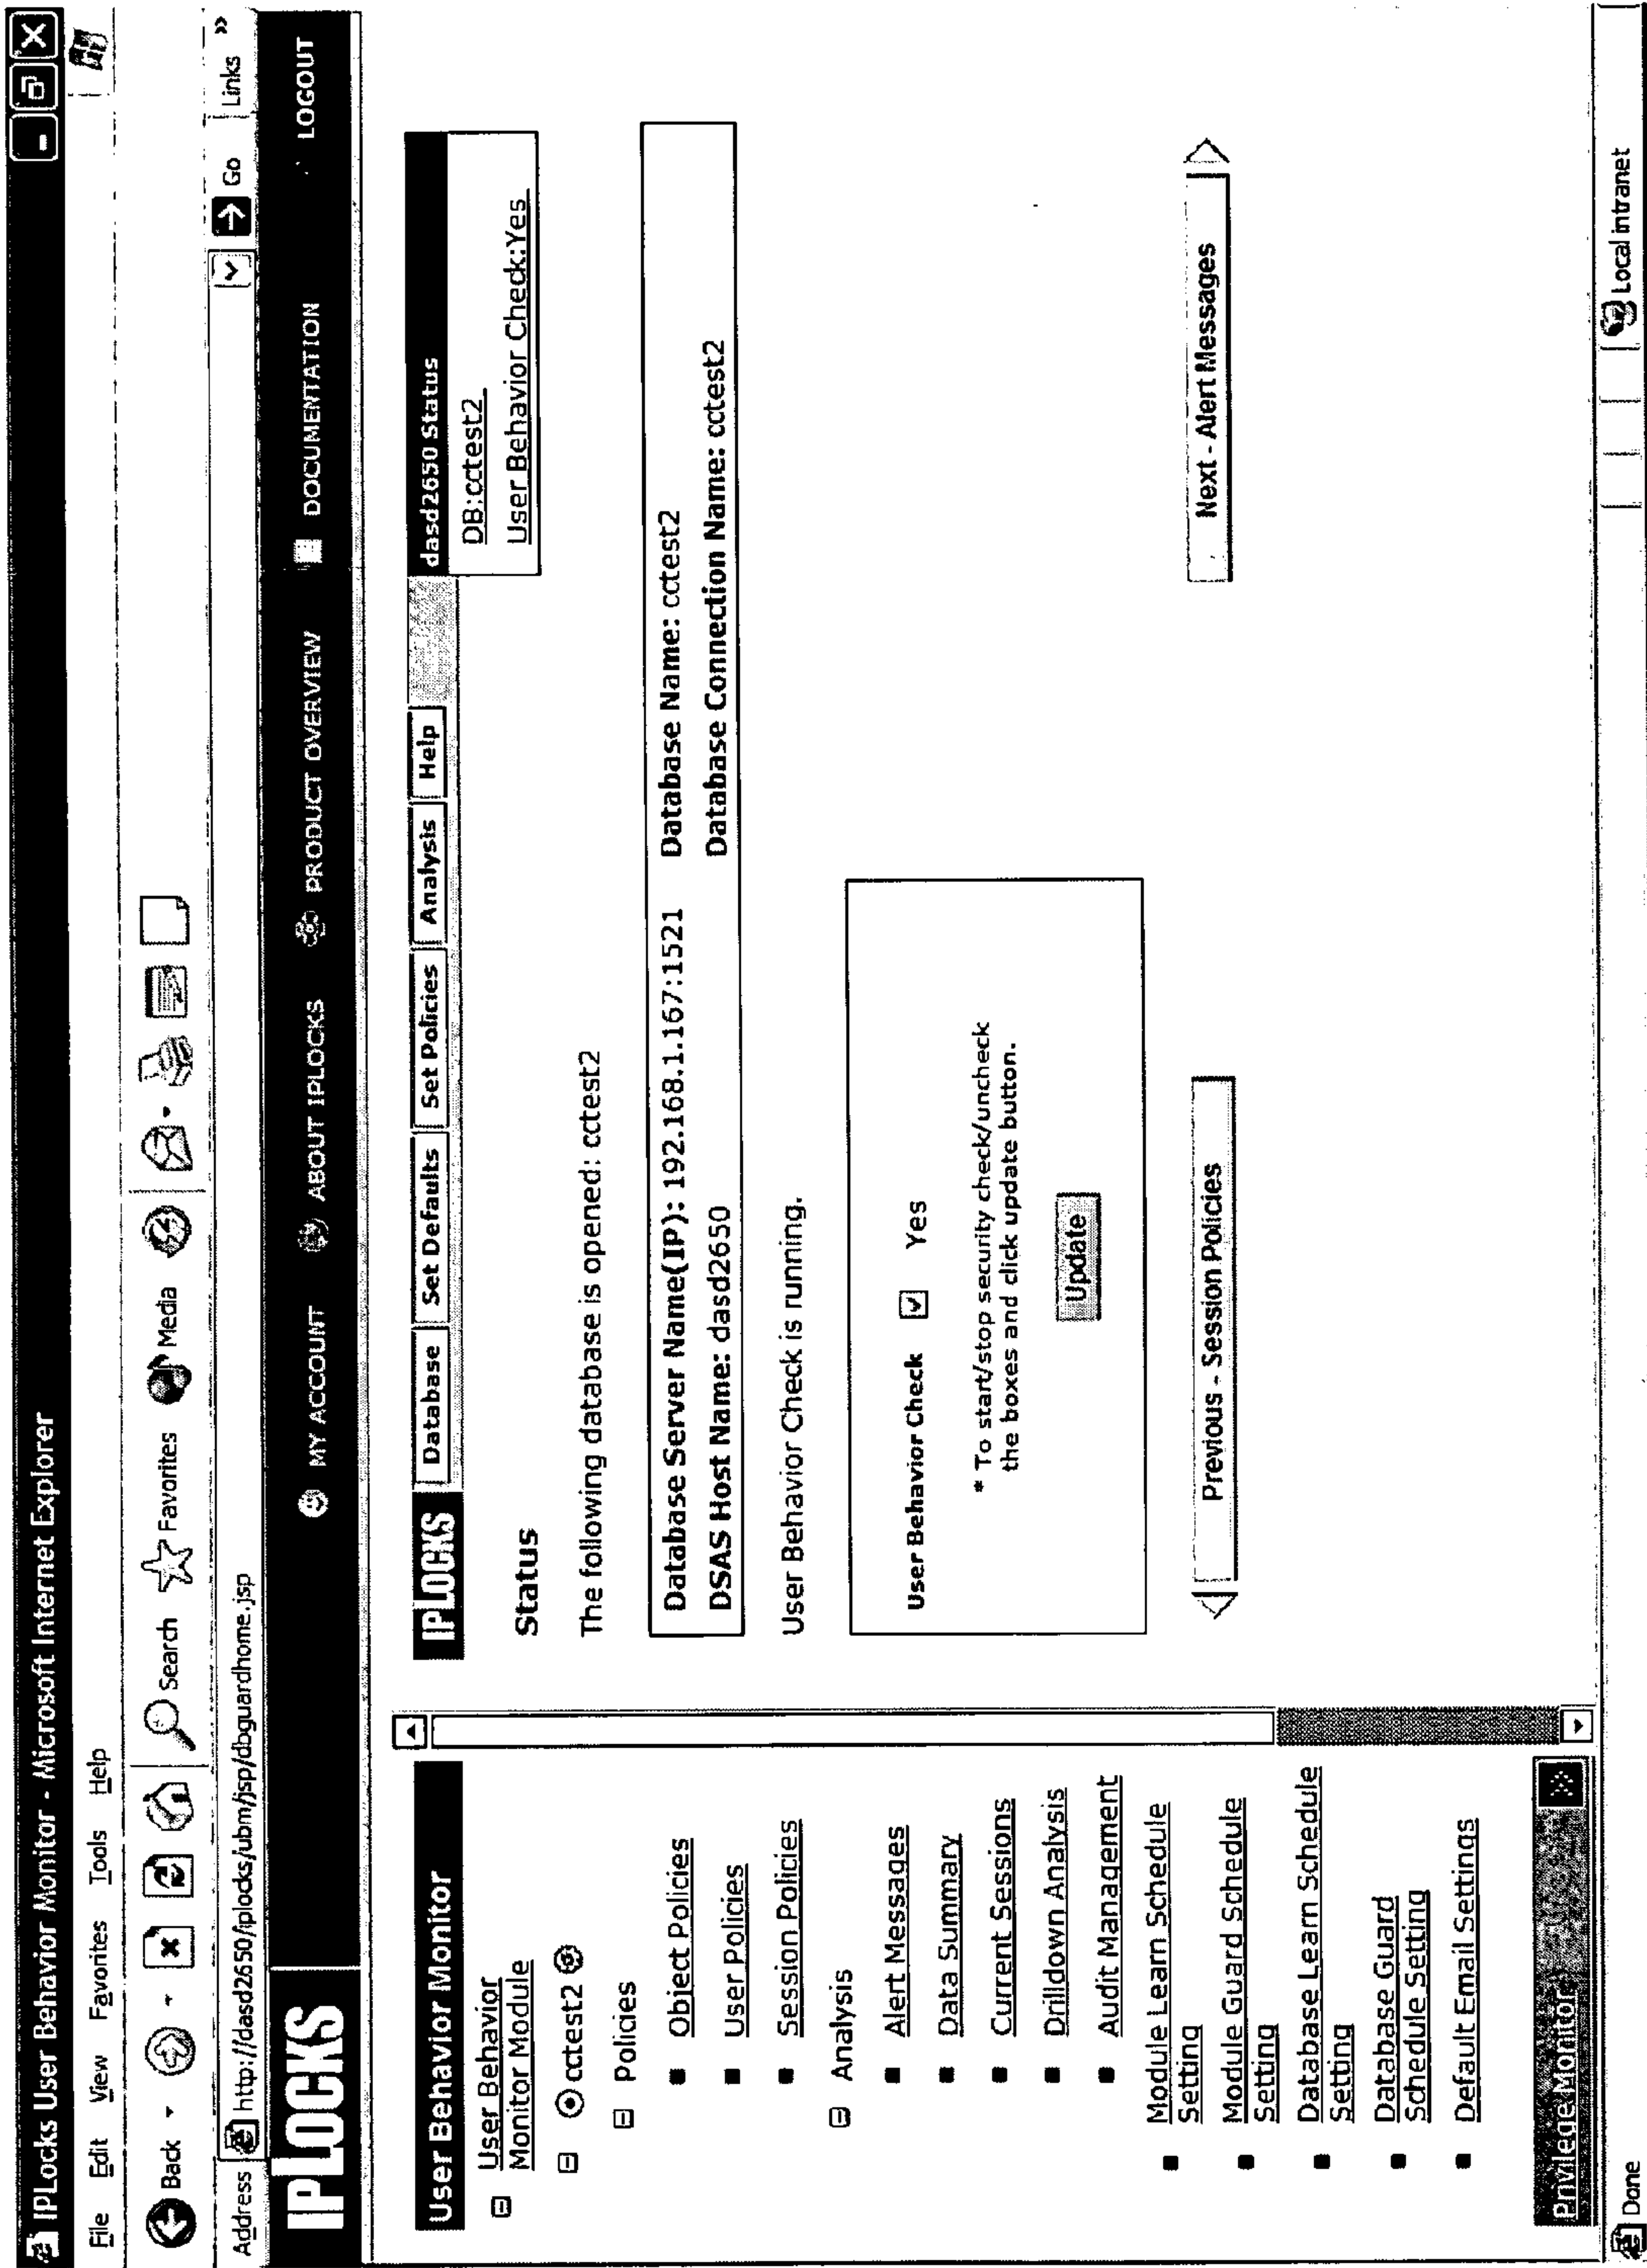 IPLocks User Behavior Monitor - Microsoft Internet Explorer
File Edit View Favorites Tools Help
Back Search Favorites Media
Address http://dasd2650/iplocks/ubm/jsp/dbguardhome.jsp Go Links »
IPLOCKS
MY ACCOUNT ABOUT IPLOCKS PRODUCT OVERVIEW DOCUMENTATION LOGOUT
User Behavior Monitor
User Behavior
Monitor Module
cctest2
Policies
Object Policies
User Policies
Session Policies
Analysis
Alert Messages
Data Summary
Current Sessions
Drilldown Analysis
Audit Management
Module Learn Schedule
Setting
Module Guard Schedule
Setting
Database Learn Schedule
Setting
Database Guard
Schedule Setting
Default Email Settings
Privilege Monitor
IPLOCKS Database Set Defaults Set Policies Analysis Help
dasd2650 Status
DB:cctest2
User Behavior Check:Yes
Status
The following database is opened: cctest2
Database Server Name(IP): 192.168.1.167:1521 Database Name: cctest2
DSAS Host Name: dasd2650 Database Connection Name: cctest2
User Behavior Check is running.
User Behavior Check Yes
* To start/stop security check/uncheck
the boxes and click update button.
Update
Previous - Session Policies Next - Alert Messages
Done Local intranet